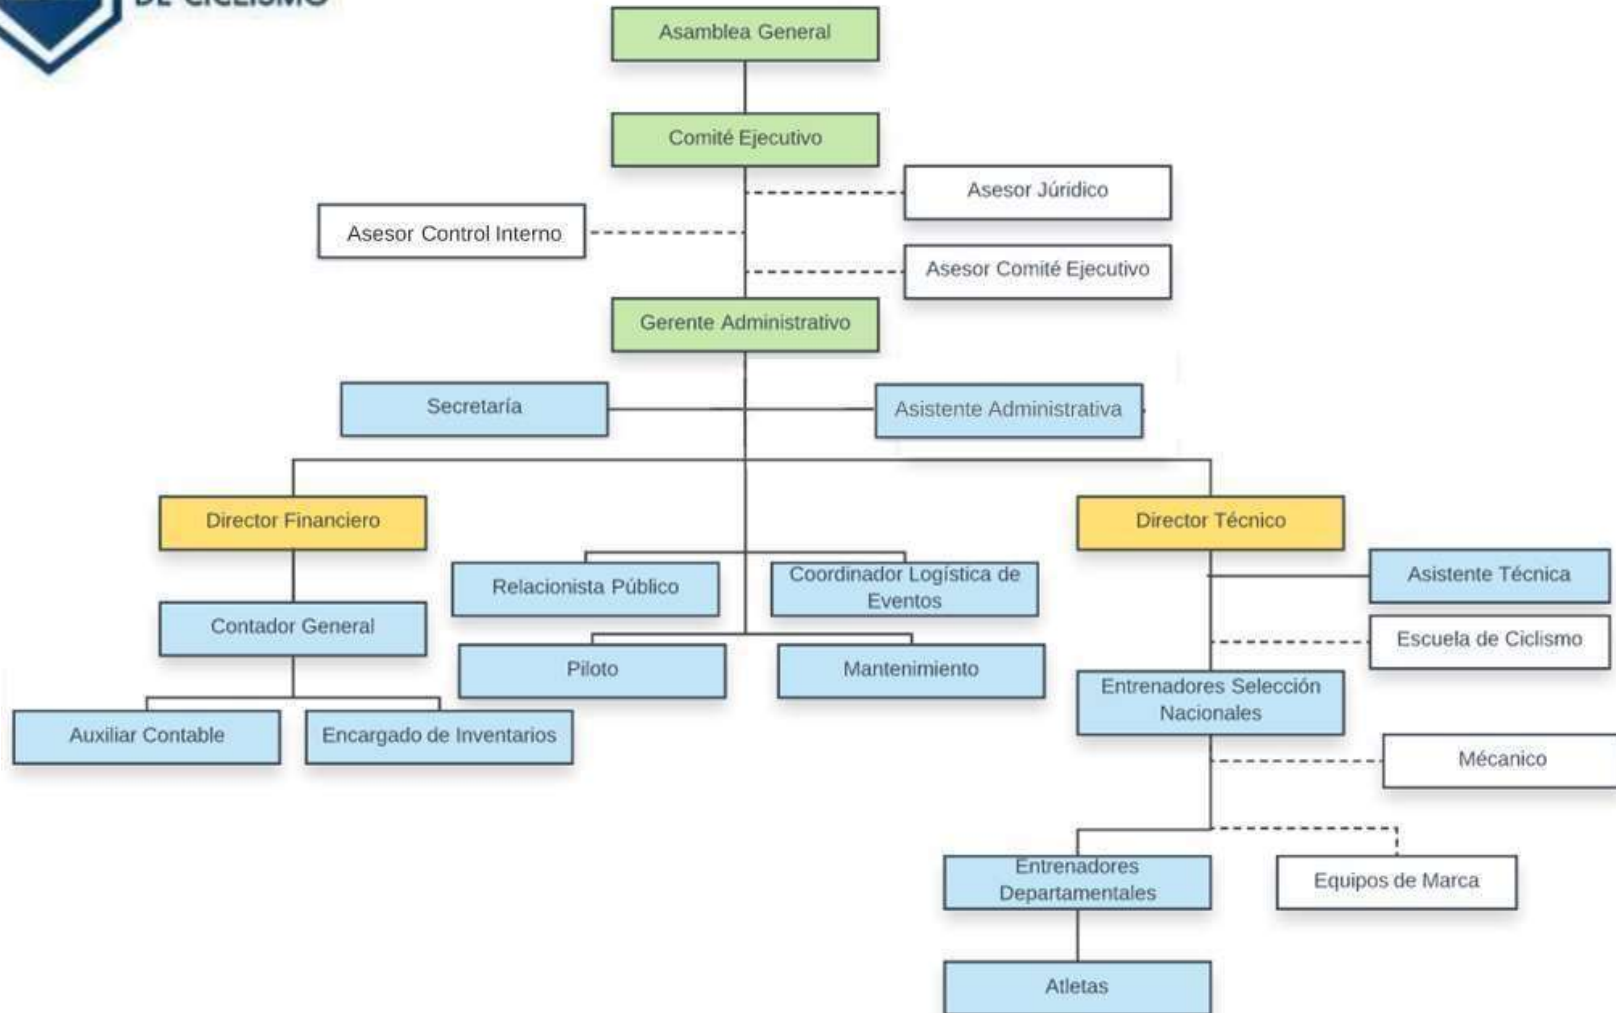 DE CICLISMO
Asamblea General
Comité Ejecutivo
Asesor Júridico
Asesor Control Interno
Asesor Comité Ejecutivo
Gerente Administrativo
Secretaría
Asistente Administrativa
Director Financiero
Director Técnico
Relacionista Público
Coordinador Logística de
Eventos
Asistente Técnica
Contador General
Escuela de Ciclismo
Piloto
Mantenimiento
Entrenadores Selección
Nacionales
Auxiliar Contable
Encargado de Inventarios
Mécanico
Entrenadores
Departamentales
Equipos de Marca
Atletas